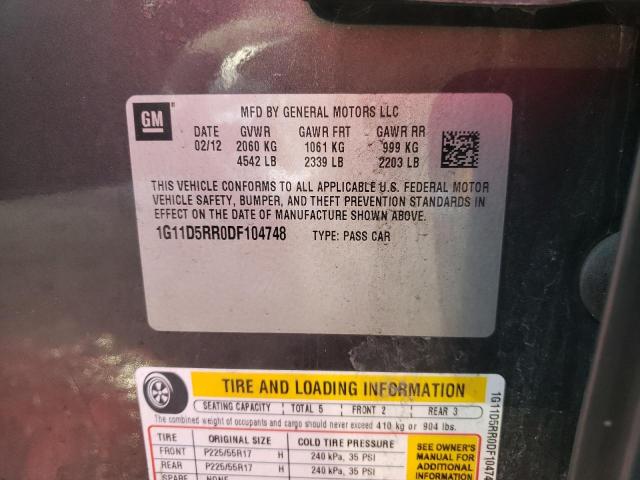 GM
MFD BY GENERAL MOTORS LLC
DATE GVWR GAWR FRT GAWR RR
02/12 2060 KG 1061 KG 999 KG
4542 LB 2339 LB 2203 LB
THIS VEHICLE CONFORMS TO ALL APPLICABLE U.S. FEDERAL MOTOR
VEHICLE SAFETY, BUMPER, AND THEFT PREVENTION STANDARDS IN
EFFECT ON THE DATE OF MANUFACTURE SHOWN ABOVE.
1G11D5RR0DF104748 TYPE: PASS CAR
TIRE AND LOADING INFORMATION
SEATING CAPACITY TOTAL 5 FRONT 2 REAR 3
The combined weight of occupants and cargo should never exceed 410 kg or 904 lbs.
TIRE ORIGINAL SIZE COLD TIRE PRESSURE
FRONT P225/55R17 H 240 kPa, 35 PSI
REAR P225/55R17 H 240 kPa, 35 PSI
SPARE NONE
SEE OWNER'S
MANUAL FOR
ADDITIONAL
INFORMATION
1G11D5RR0DF10474